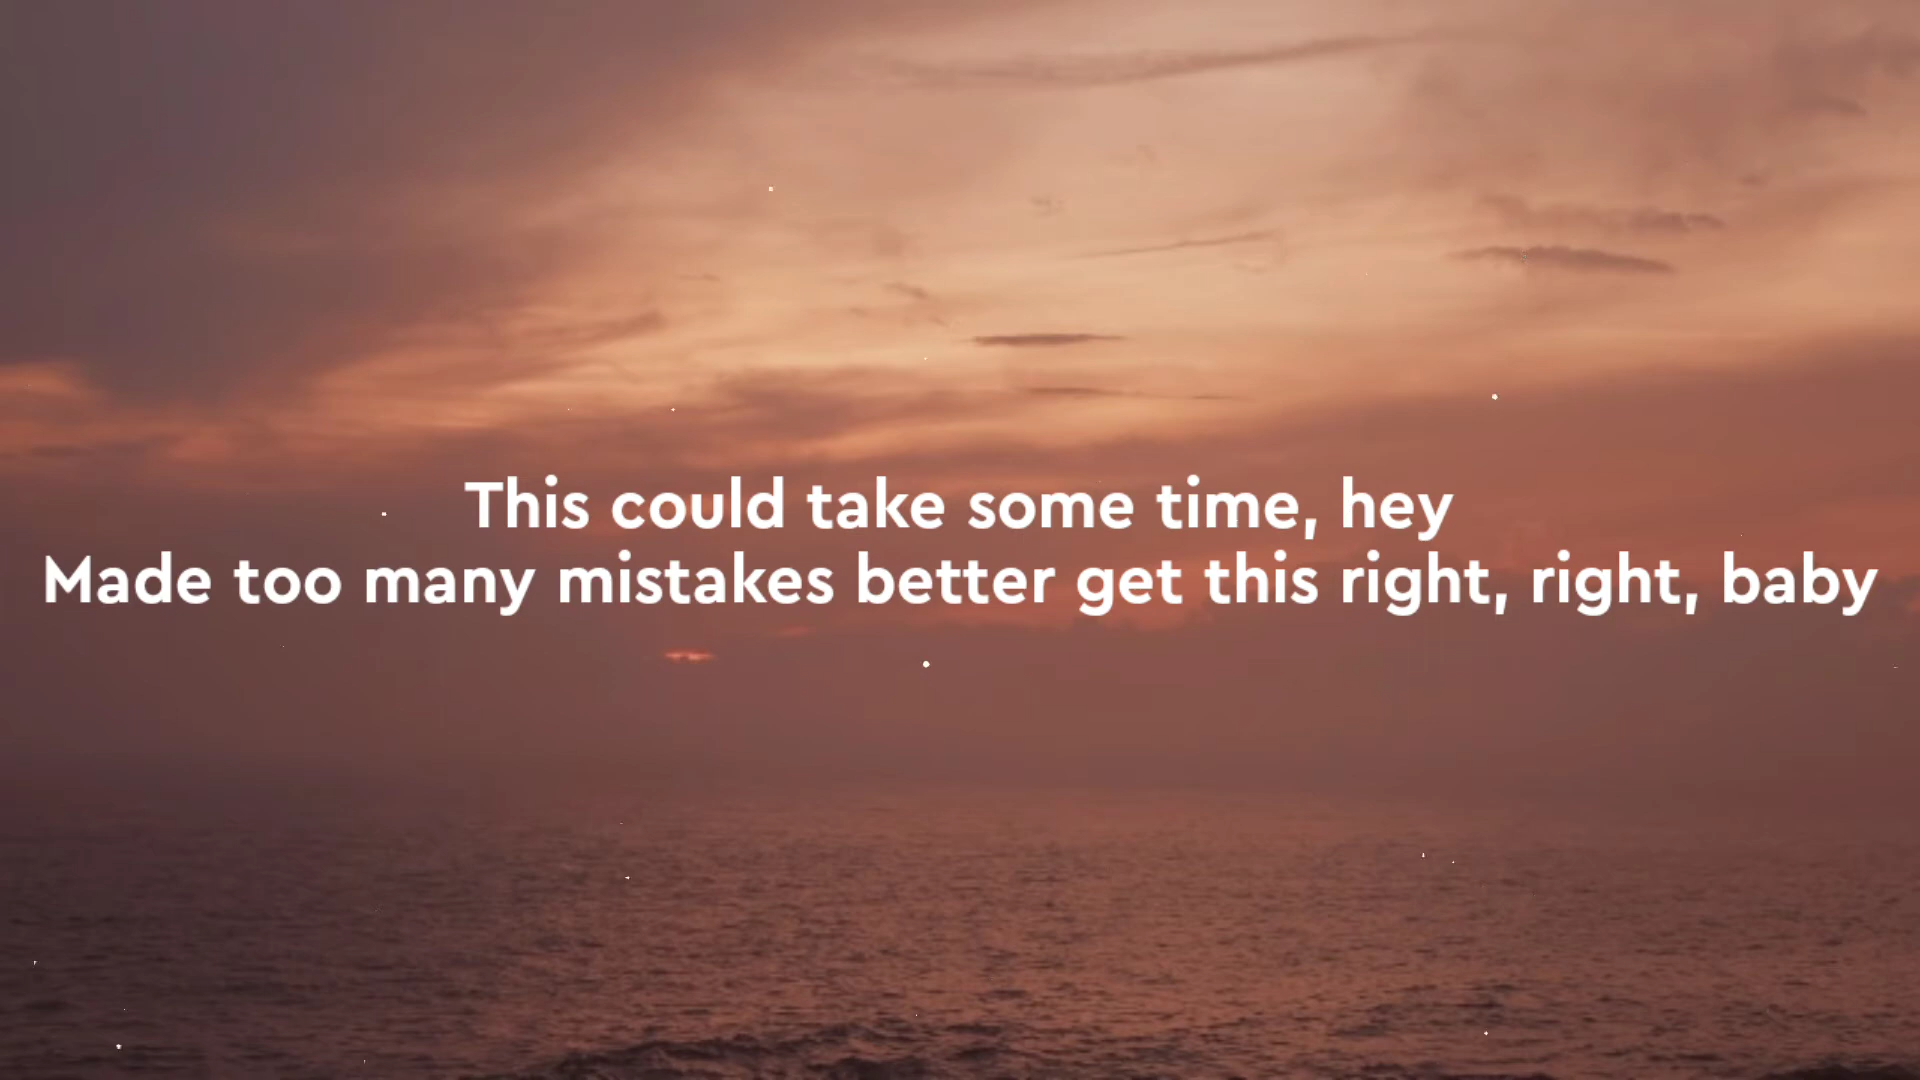 This could take some time, hey
Made too many mistakes better get this right, right, baby